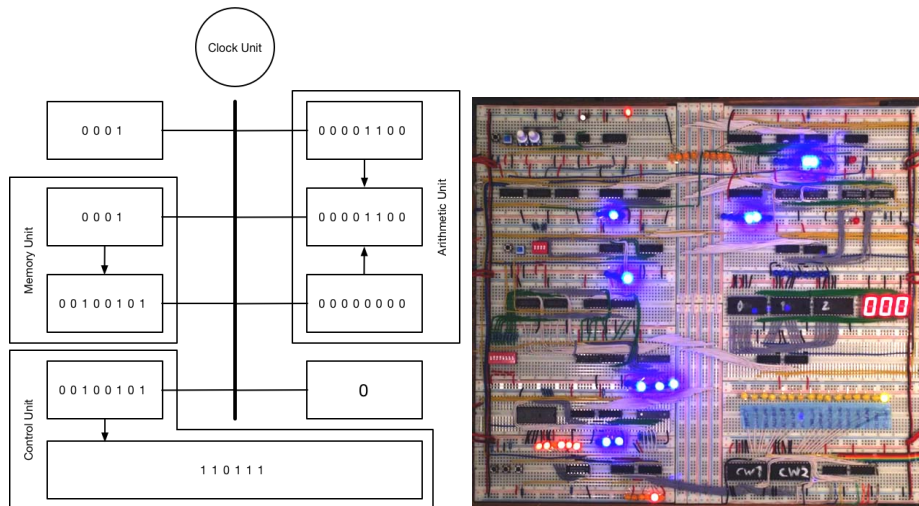 Clock Unit
0 0 0 1
0 0 0 0 1 1 0 0
Memory Unit
0 0 0 1
0 0 0 0 1 1 0 0
Arithmetic Unit
0 0 1 0 0 1 0 1
0 0 0 0 0 0 0 0
Control Unit
0 0 1 0 0 1 0 1
0
1 1 0 1 1 1
0 1 2 000
CW1 CW2